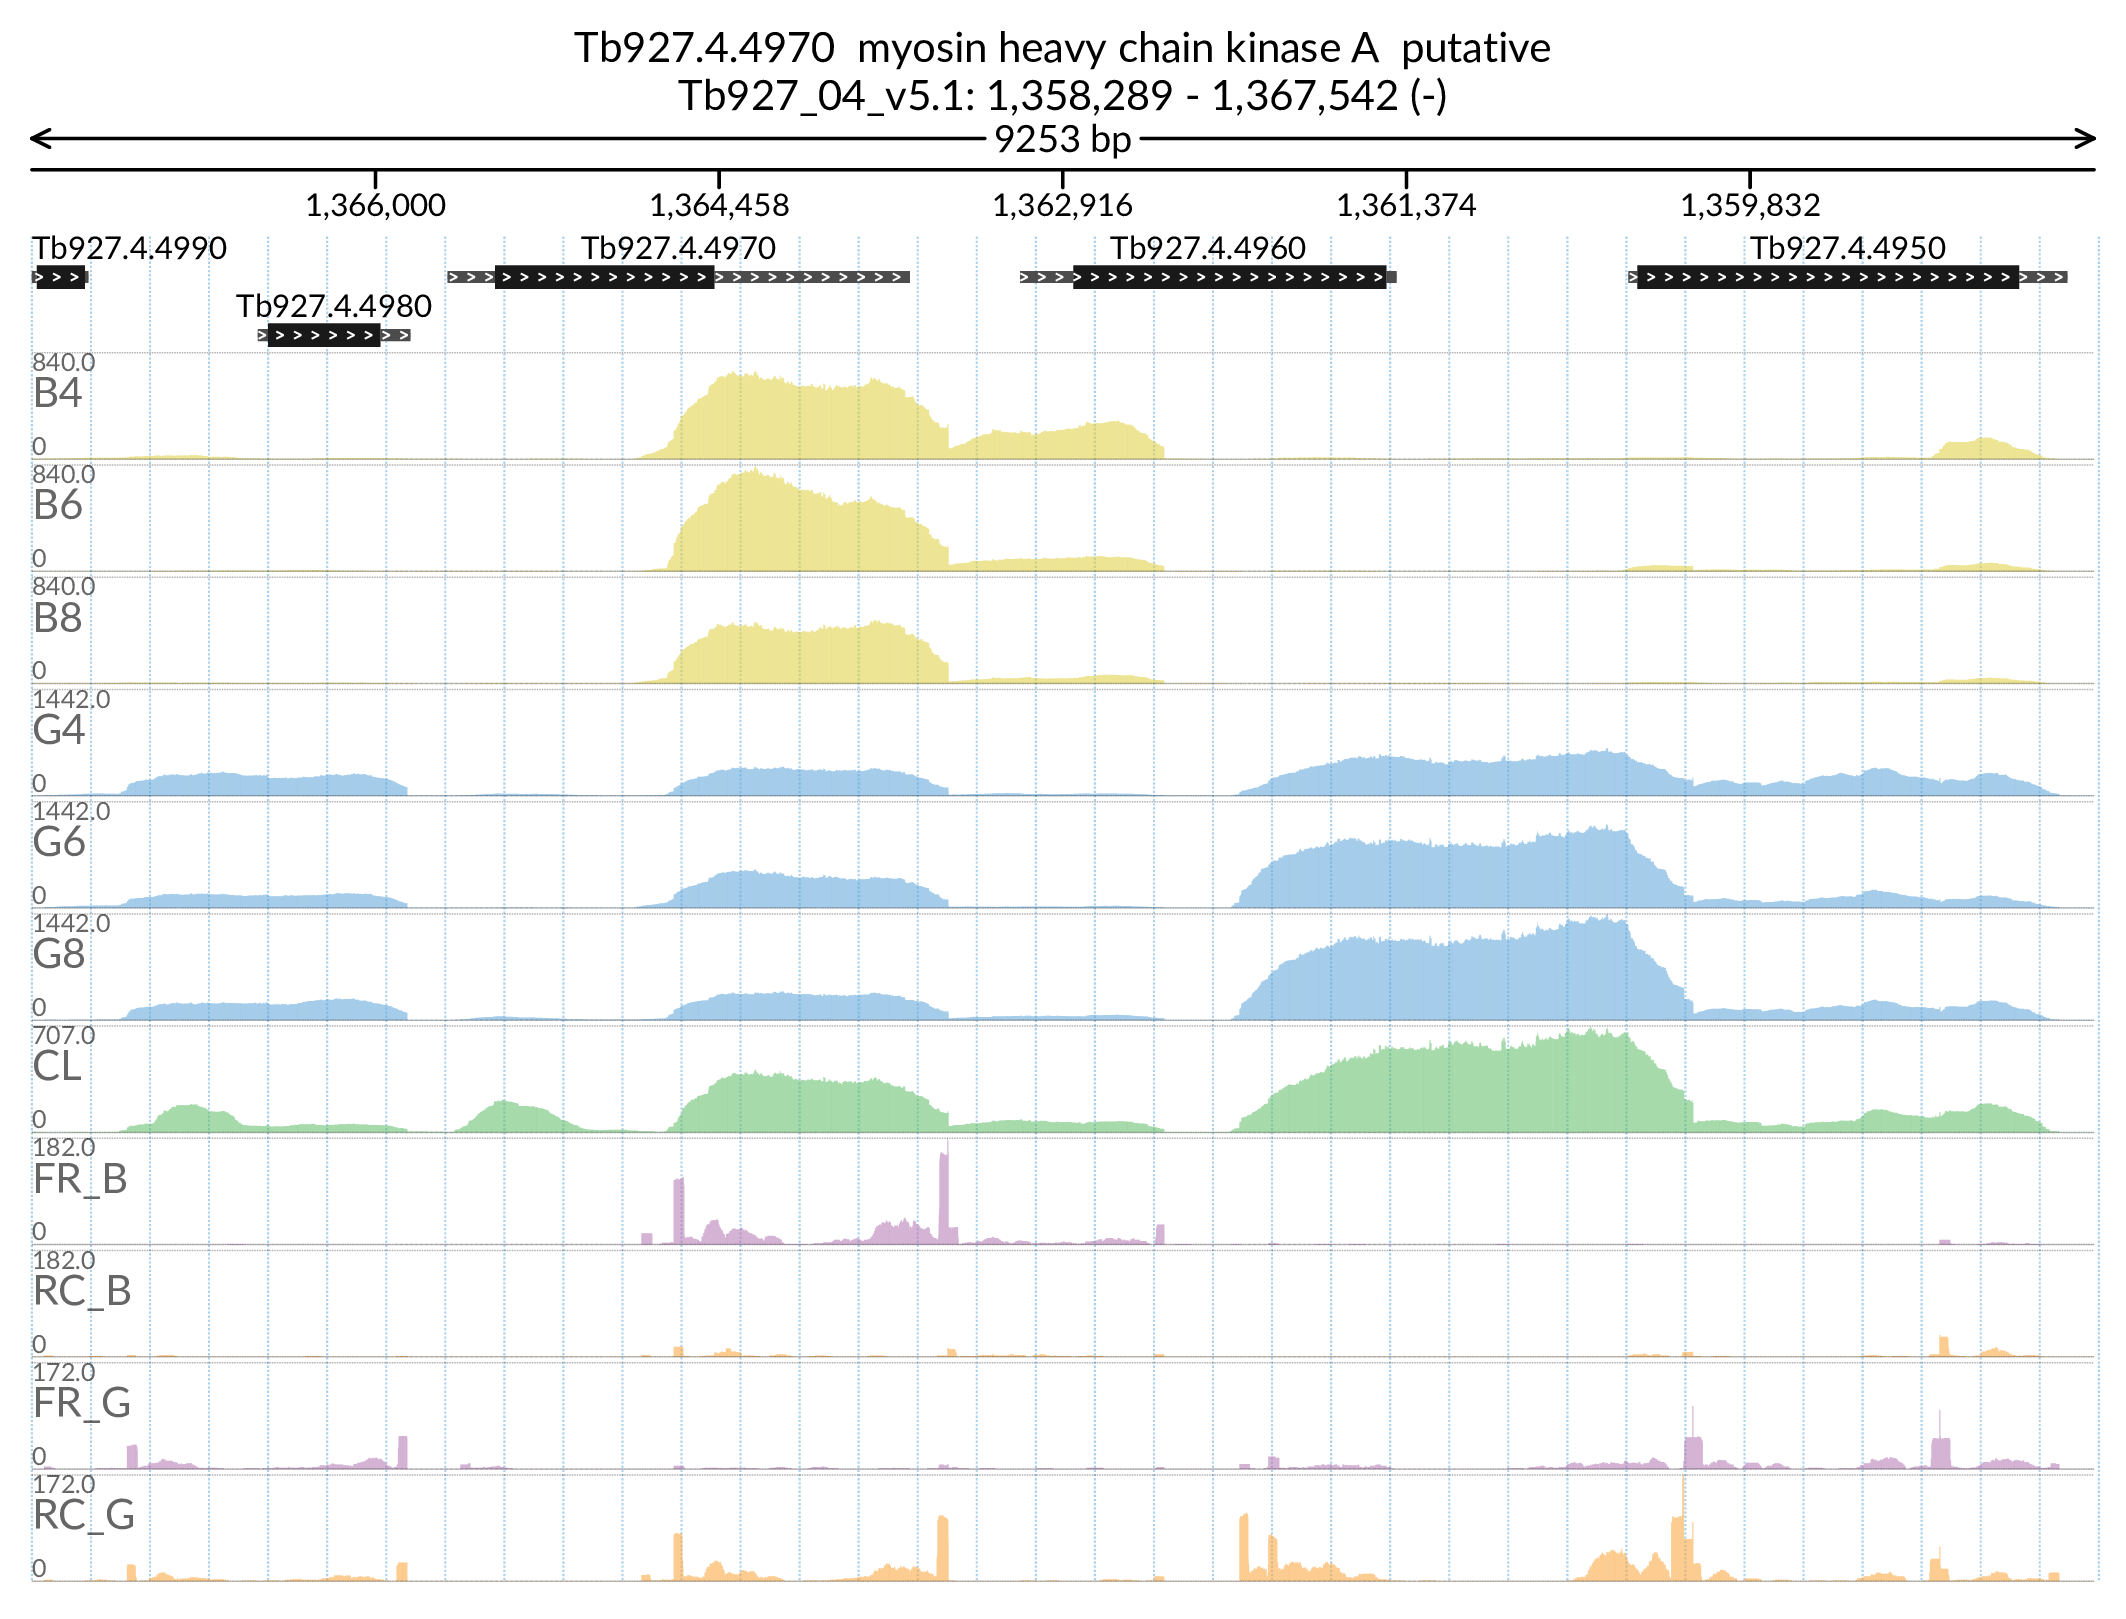 Tb927.4.4970  myosin heavy chain kinase A  putative
Tb927_04_v5.1: 1,358,289 - 1,367,542 (-)
9253 bp
1,366,000 1,364,458 1,362,916 1,361,374 1,359,832
Tb927.4.4990 Tb927.4.4970 Tb927.4.4960 Tb927.4.4950
Tb927.4.4980
840.0
B4
0
840.0
B6
0
840.0
B8
0
1442.0
G4
0
1442.0
G6
0
1442.0
G8
0
707.0
CL
0
182.0
FR_B
0
182.0
RC_B
0
172.0
FR_G
0
172.0
RC_G
0